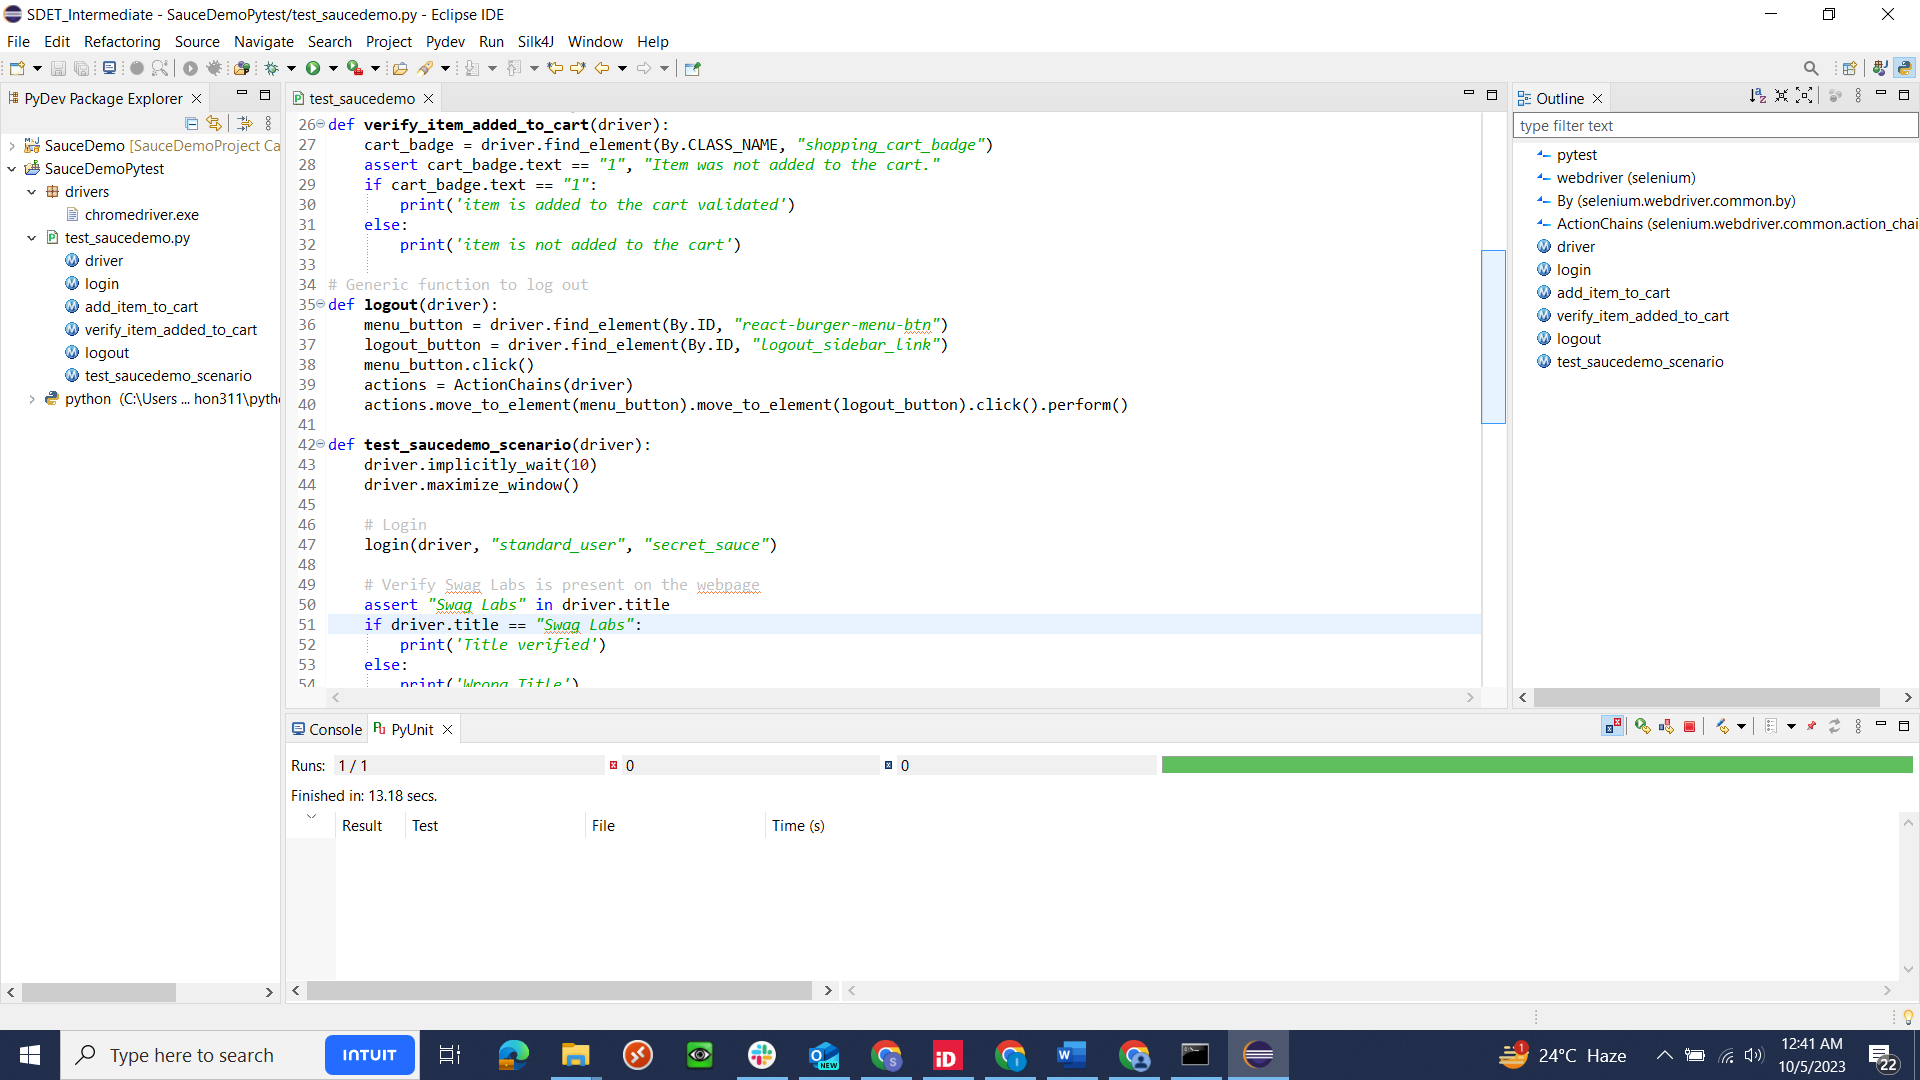 SDET_Intermediate - SauceDemoPytest/test_saucedemo.py - Eclipse IDE
File Edit Refactoring Source Navigate Search Project Pydev Run Silk4J Window Help
PyDev Package Explorer
SauceDemo [SauceDemoProject Ca
SauceDemoPytest
drivers
chromedriver.exe
test_saucedemo.py
driver
login
add_item_to_cart
verify_item_added_to_cart
logout
test_saucedemo_scenario
python (C:\Users ... hon311\pytho
test_saucedemo
26 def verify_item_added_to_cart(driver):
27 cart_badge = driver.find_element(By.CLASS_NAME, "shopping_cart_badge")
28 assert cart_badge.text == "1", "Item was not added to the cart."
29 if cart_badge.text == "1":
30 print('item is added to the cart validated')
31 else:
32 print('item is not added to the cart')
33
34 # Generic function to log out
35 def logout(driver):
36 menu_button = driver.find_element(By.ID, "react-burger-menu-btn")
37 logout_button = driver.find_element(By.ID, "logout_sidebar_link")
38 menu_button.click()
39 actions = ActionChains(driver)
40 actions.move_to_element(menu_button).move_to_element(logout_button).click().perform()
41
42 def test_saucedemo_scenario(driver):
43 driver.implicitly_wait(10)
44 driver.maximize_window()
45
46 # Login
47 login(driver, "standard_user", "secret_sauce")
48
49 # Verify Swag Labs is present on the webpage
50 assert "Swag Labs" in driver.title
51 if driver.title == "Swag Labs":
52 print('Title verified')
53 else:
54 print('Wrong Title')
Outline
type filter text
pytest
webdriver (selenium)
By (selenium.webdriver.common.by)
ActionChains (selenium.webdriver.common.action_chai
driver
login
add_item_to_cart
verify_item_added_to_cart
logout
test_saucedemo_scenario
Console PyUnit
Runs: 1 / 1 0 0
Finished in: 13.18 secs.
Result Test File Time (s)
Type here to search
INTUIT
NEW
iD
1
24°C Haze
12:41 AM
10/5/2023
22